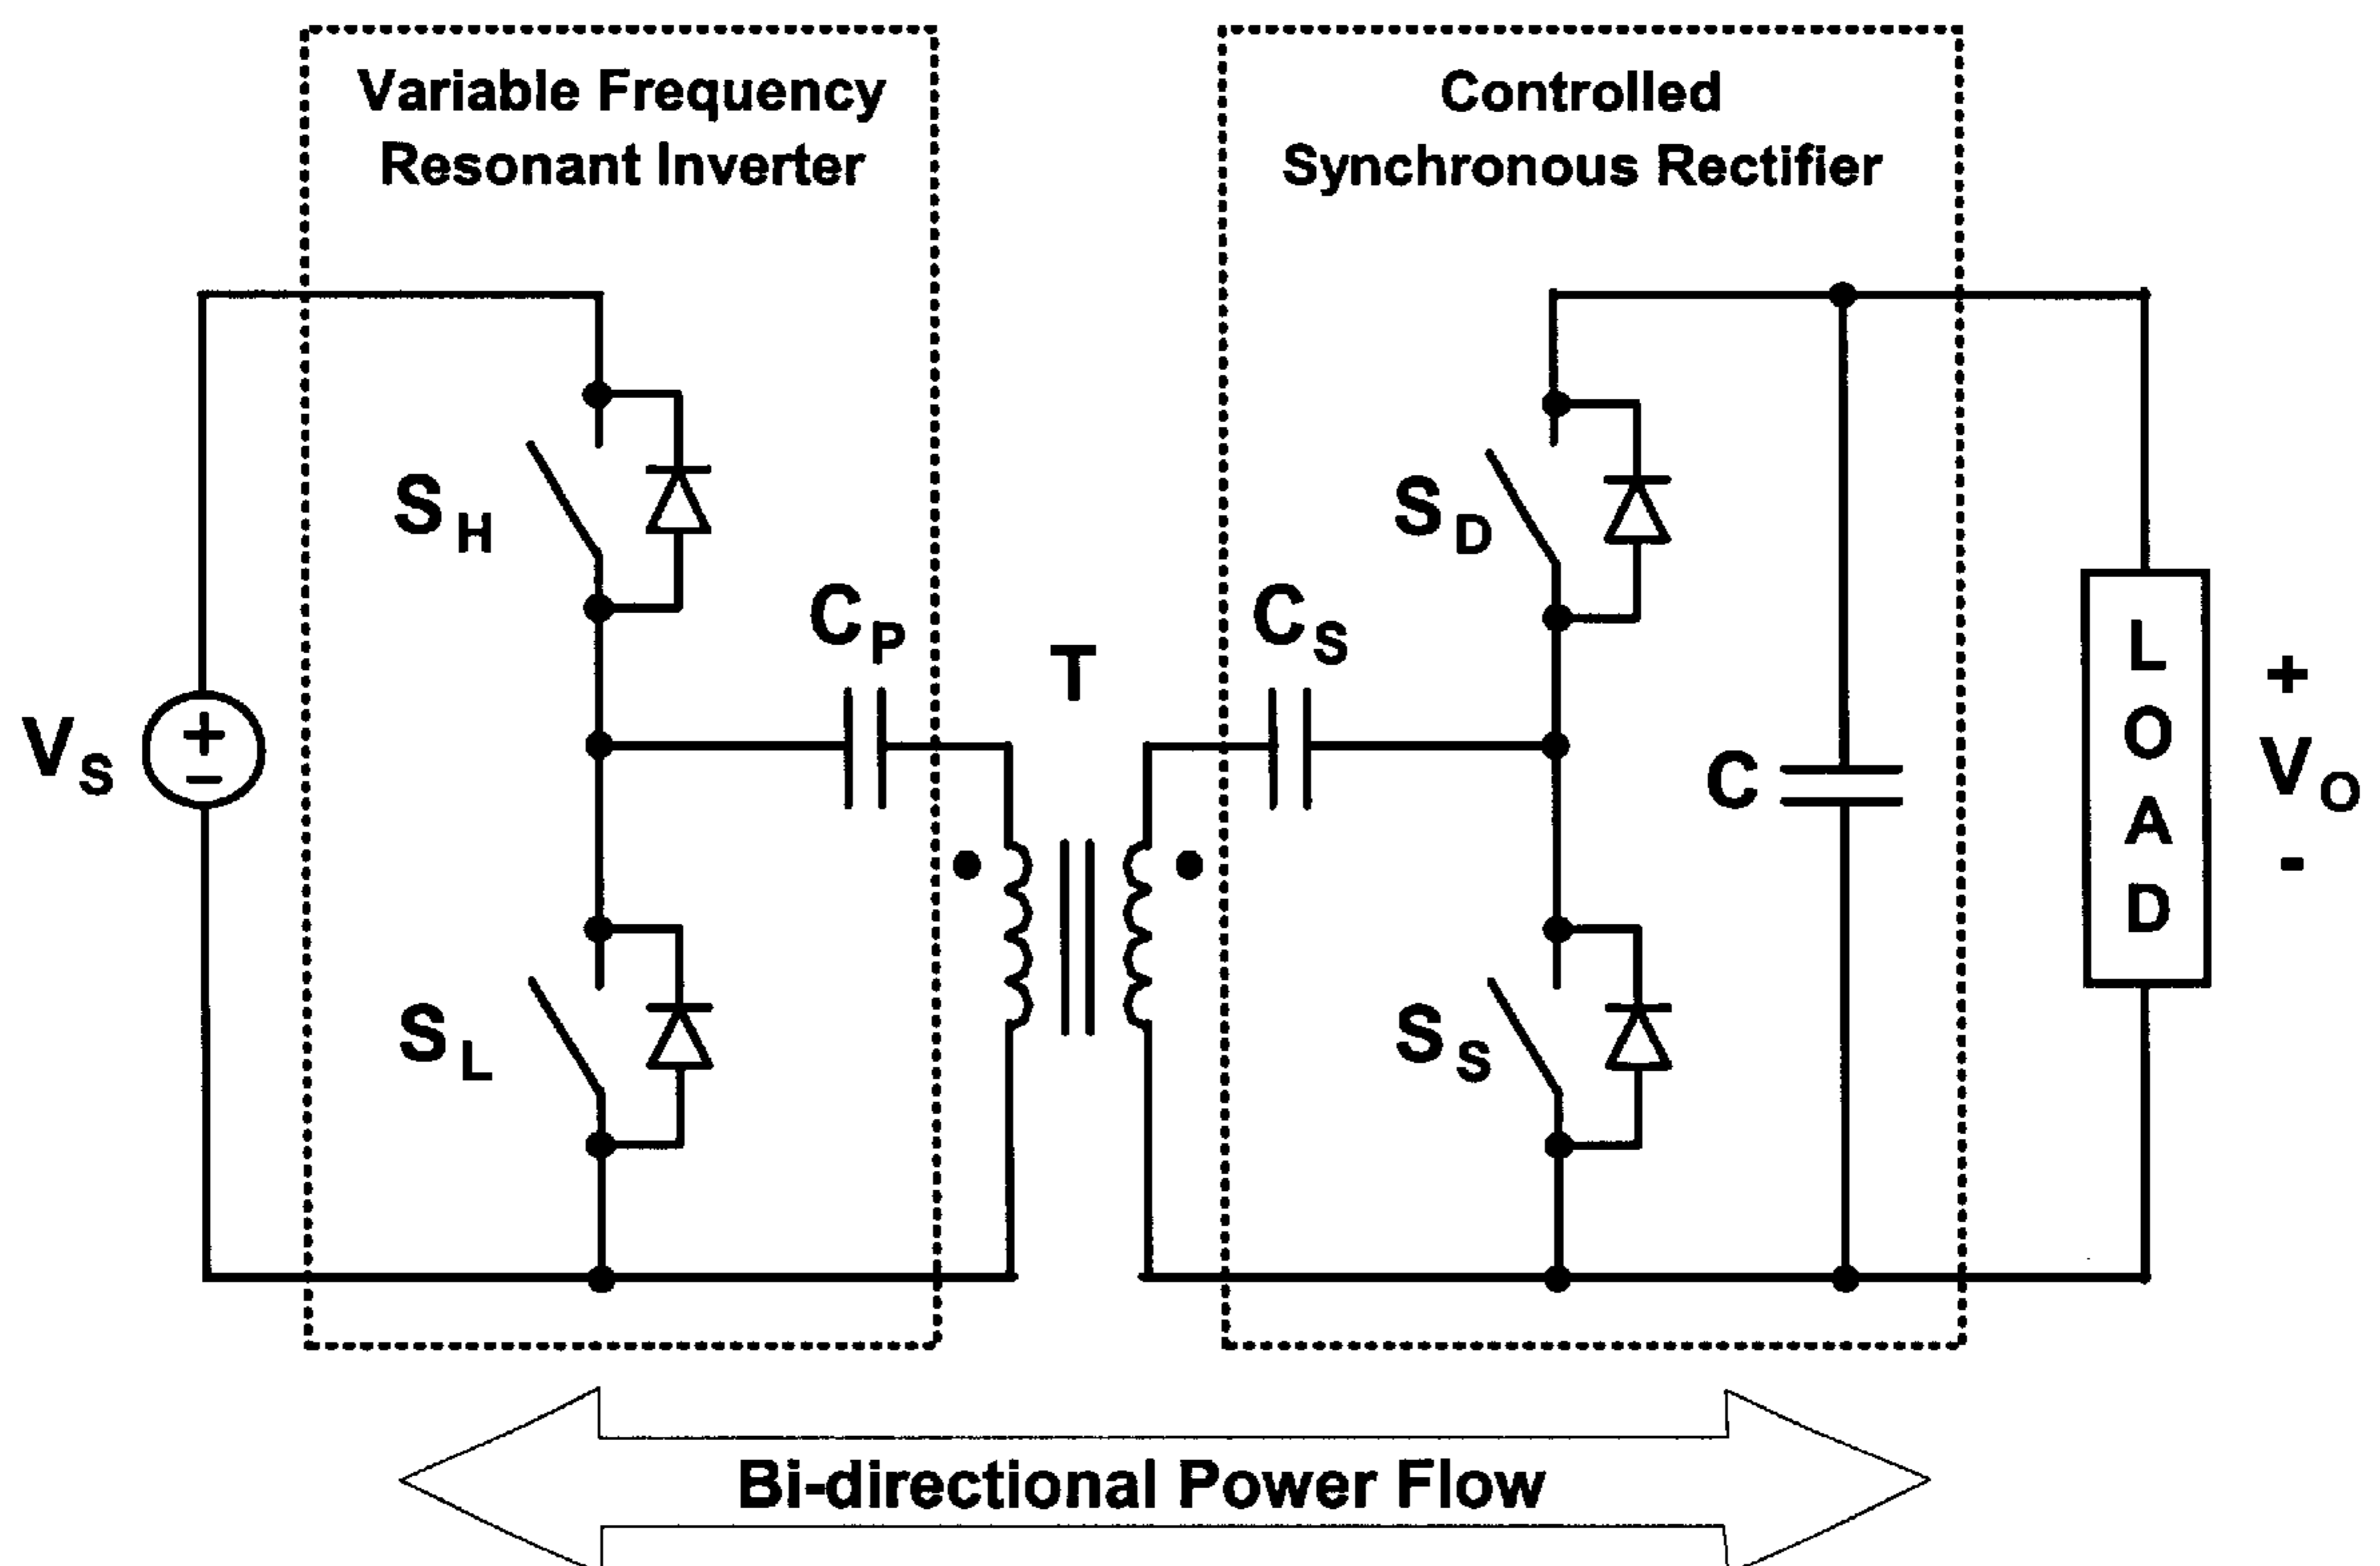 Variable Frequency
Resonant Inverter
Controlled
Synchronous Rectifier
S_H
S_D
C_P
T
C_S
L
O
A
D
+
V_O
-
V_S
+
−
C
S_L
S_S
Bi-directional Power Flow